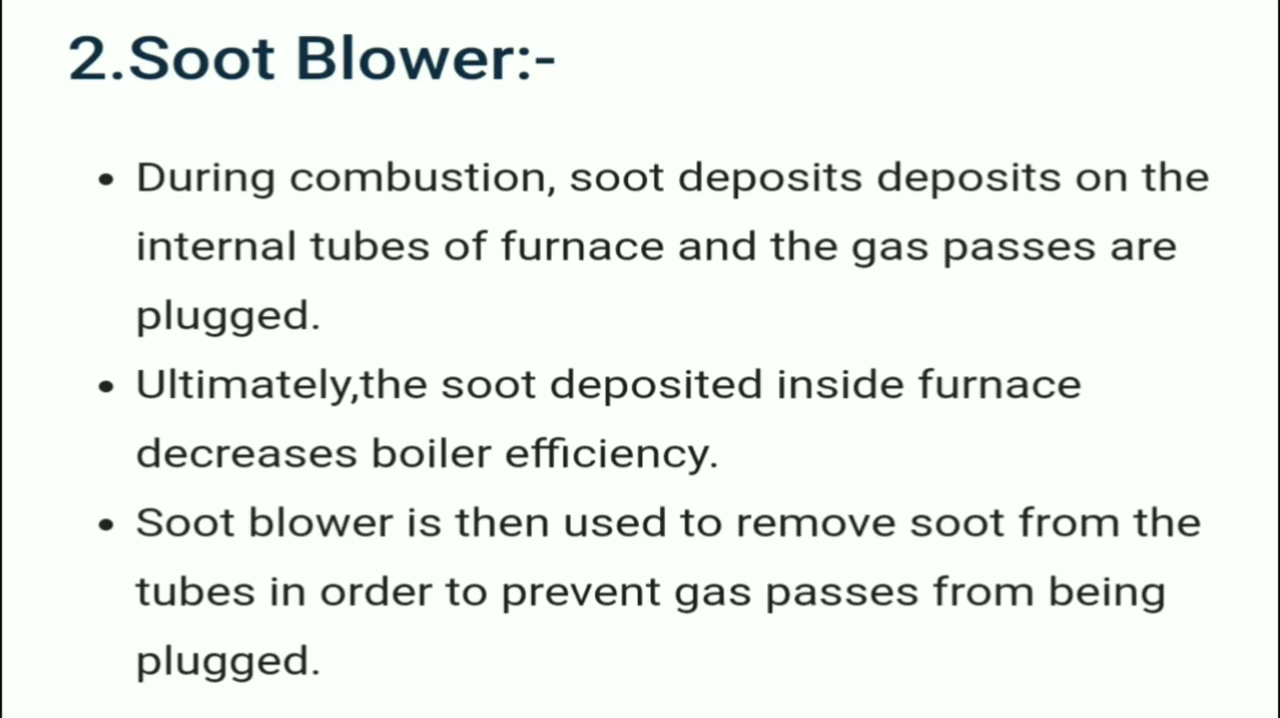 2.Soot Blower:-
• During combustion, soot deposits deposits on the
internal tubes of furnace and the gas passes are
plugged.
• Ultimately,the soot deposited inside furnace
decreases boiler efficiency.
• Soot blower is then used to remove soot from the
tubes in order to prevent gas passes from being
plugged.